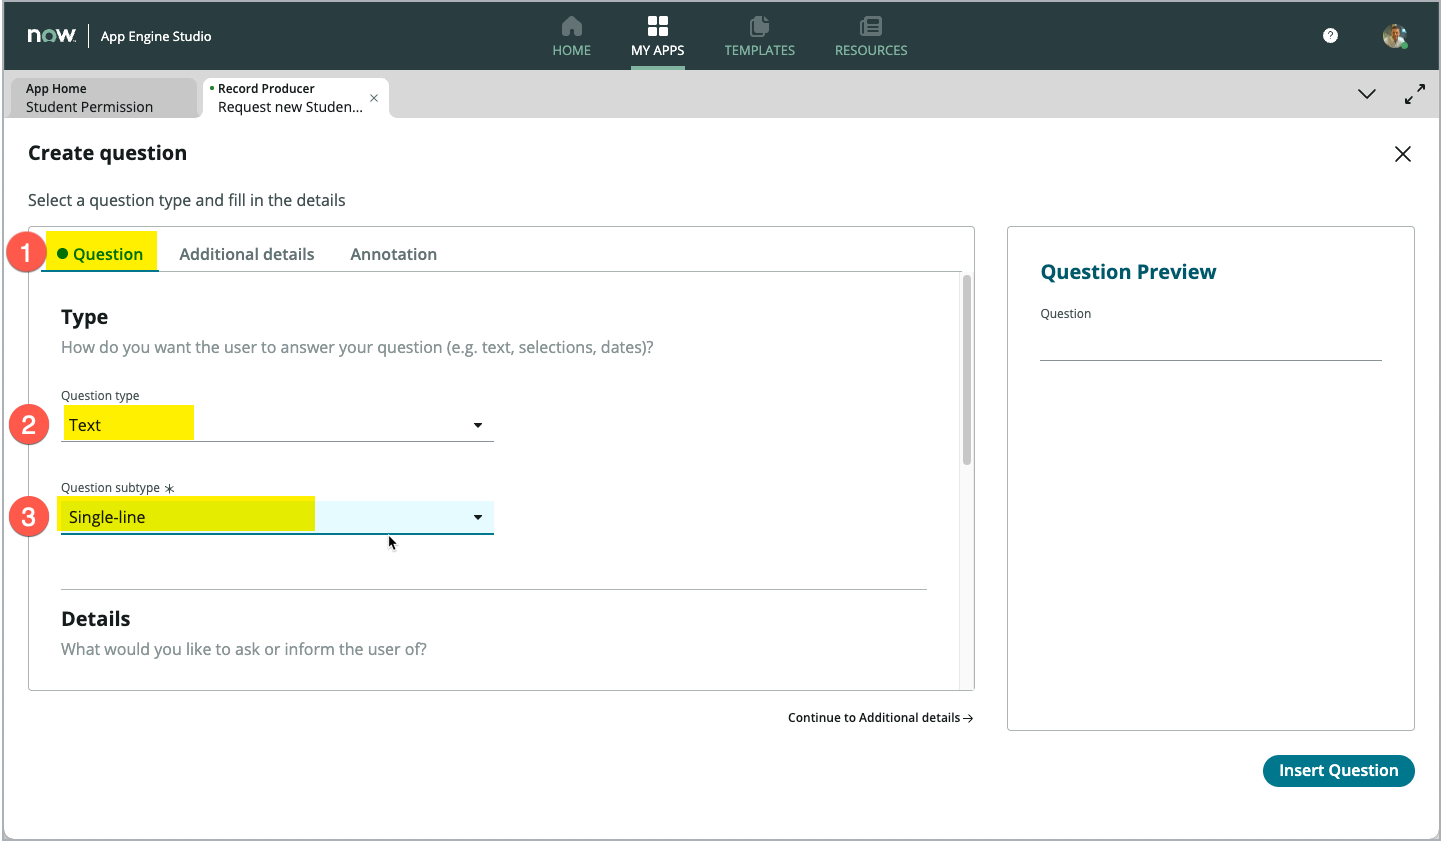 now. App Engine Studio
HOME
MY APPS
TEMPLATES
RESOURCES
?
App Home
Student Permission
Record Producer
Request new Studen...
Create question
Select a question type and fill in the details
1
Question
Additional details
Annotation
Type
How do you want the user to answer your question (e.g. text, selections, dates)?
Question type
2
Text
Question subtype *
3
Single-line
Details
What would you like to ask or inform the user of?
Continue to Additional details→
Question Preview
Question
Insert Question